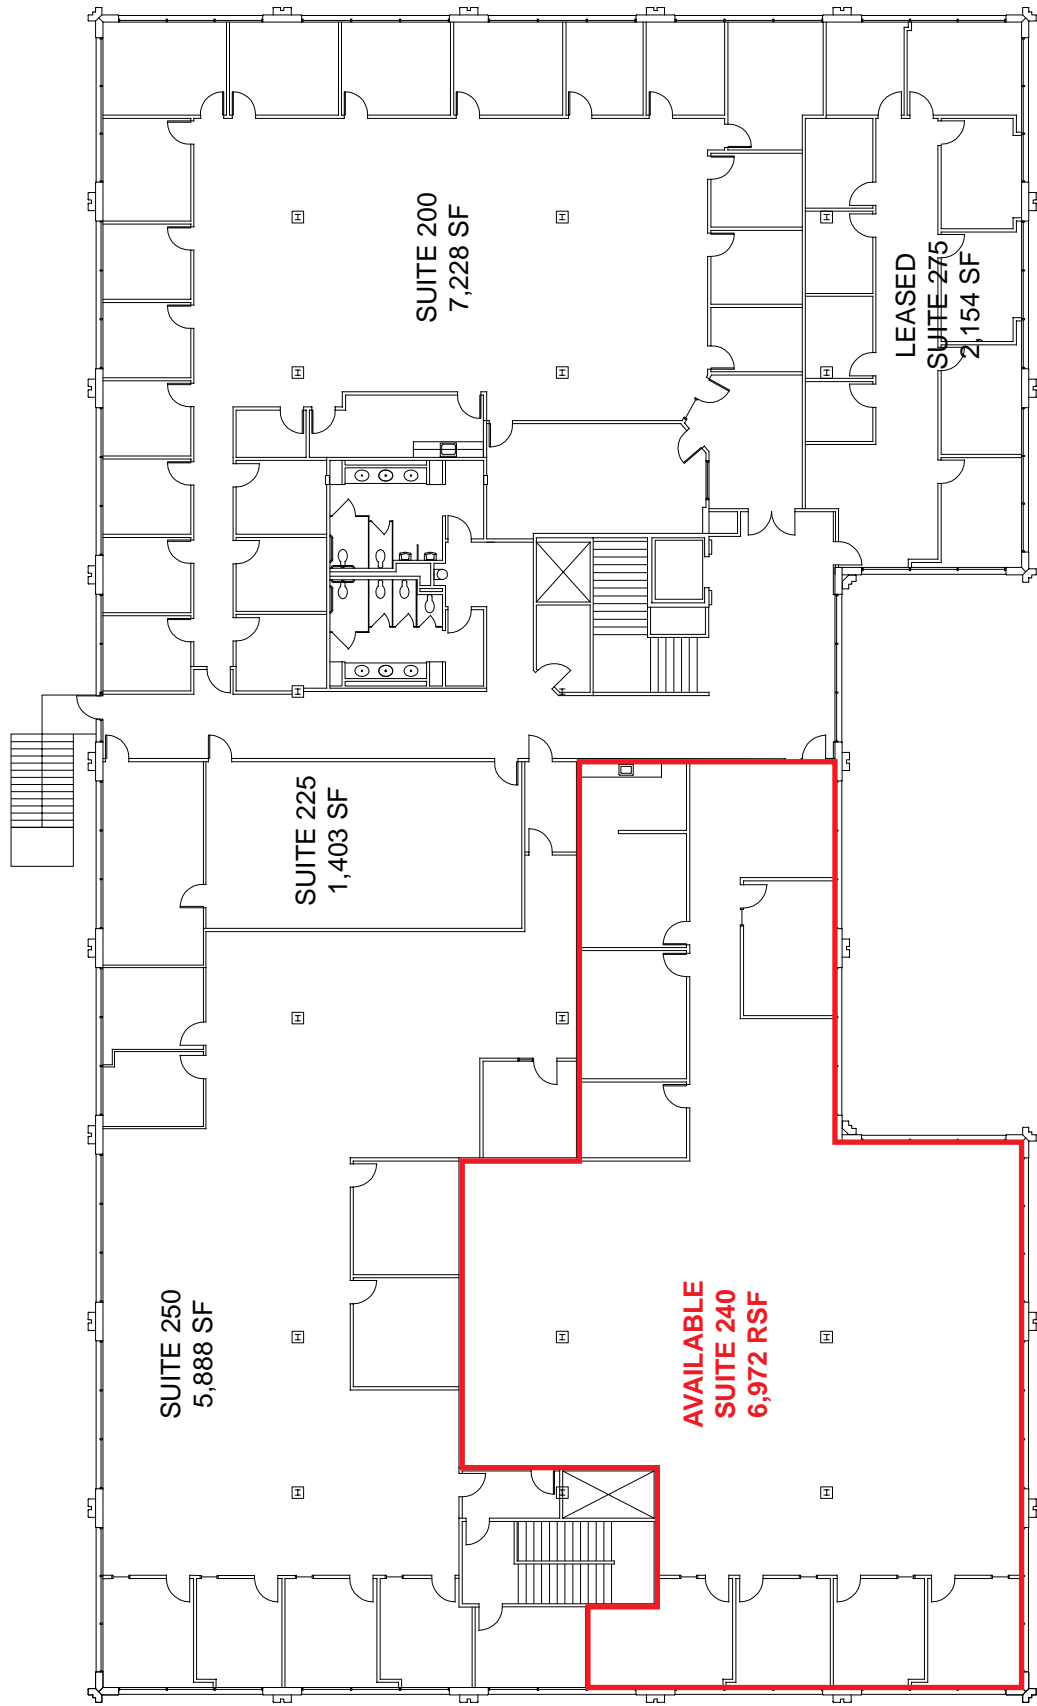 SUITE 200
7,228 SF
LEASED
SUITE 275
2,154 SF
SUITE 225
1,403 SF
SUITE 250
5,888 SF
AVAILABLE
SUITE 240
6,972 RSF